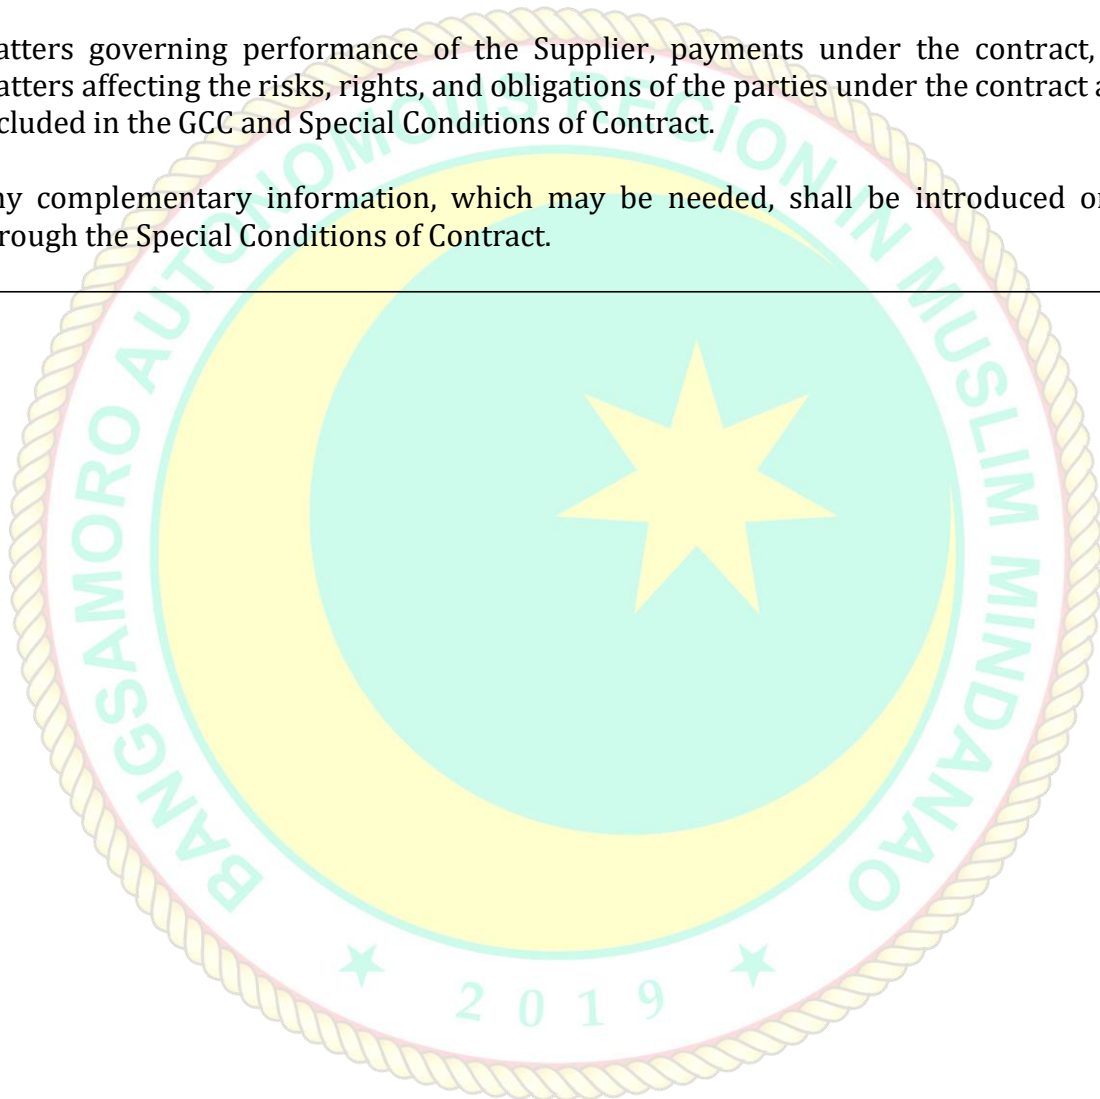 atters governing performance of the Supplier, payments under the contract,
atters affecting the risks, rights, and obligations of the parties under the contract a
cluded in the GCC and Special Conditions of Contract.
ny complementary information, which may be needed, shall be introduced on
rough the Special Conditions of Contract.
BANGSAMORO AUTONOMOUS REGION IN MUSLIM MINDANAO
2019